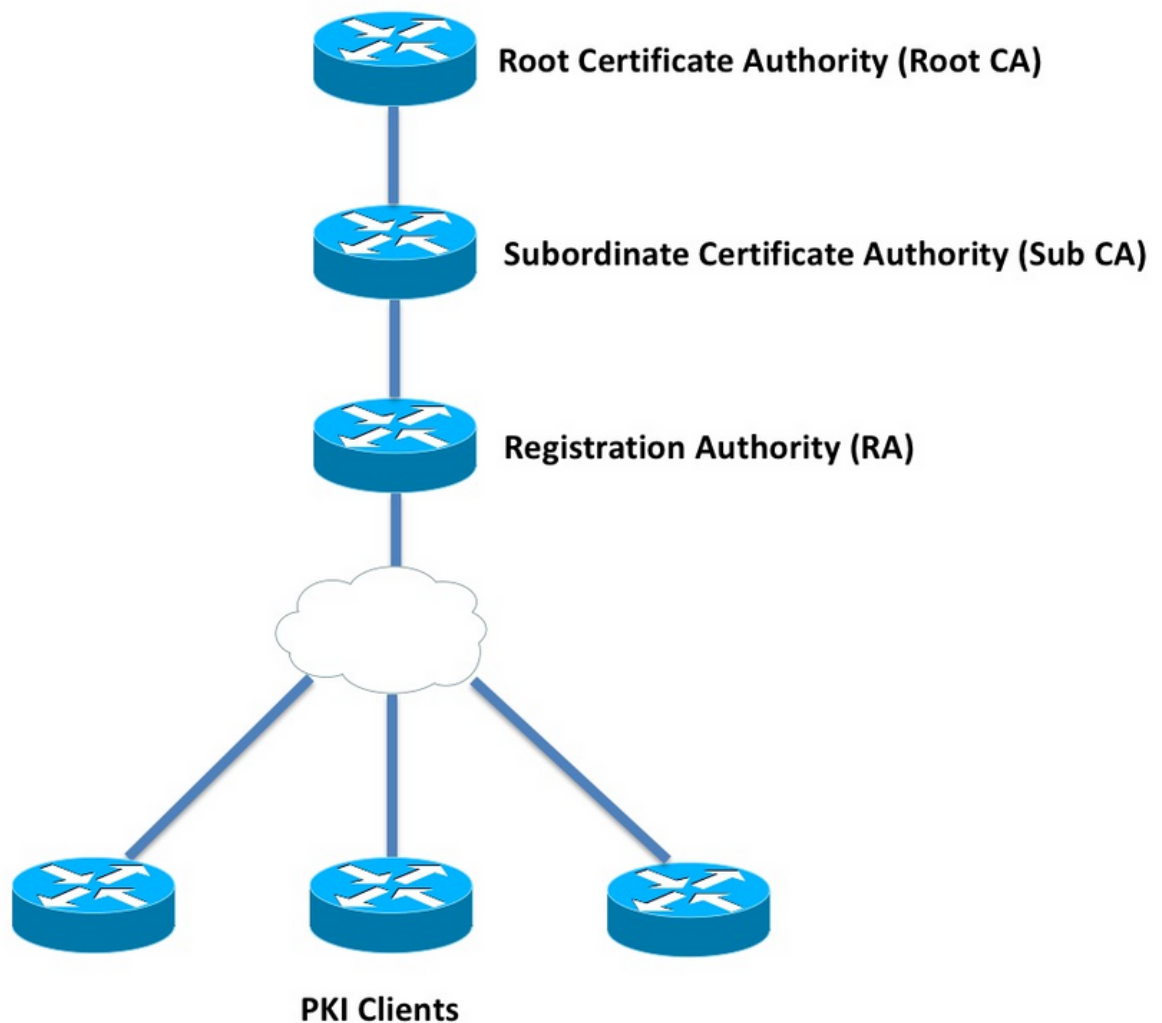 Root Certificate Authority (Root CA)
Subordinate Certificate Authority (Sub CA)
Registration Authority (RA)
PKI Clients